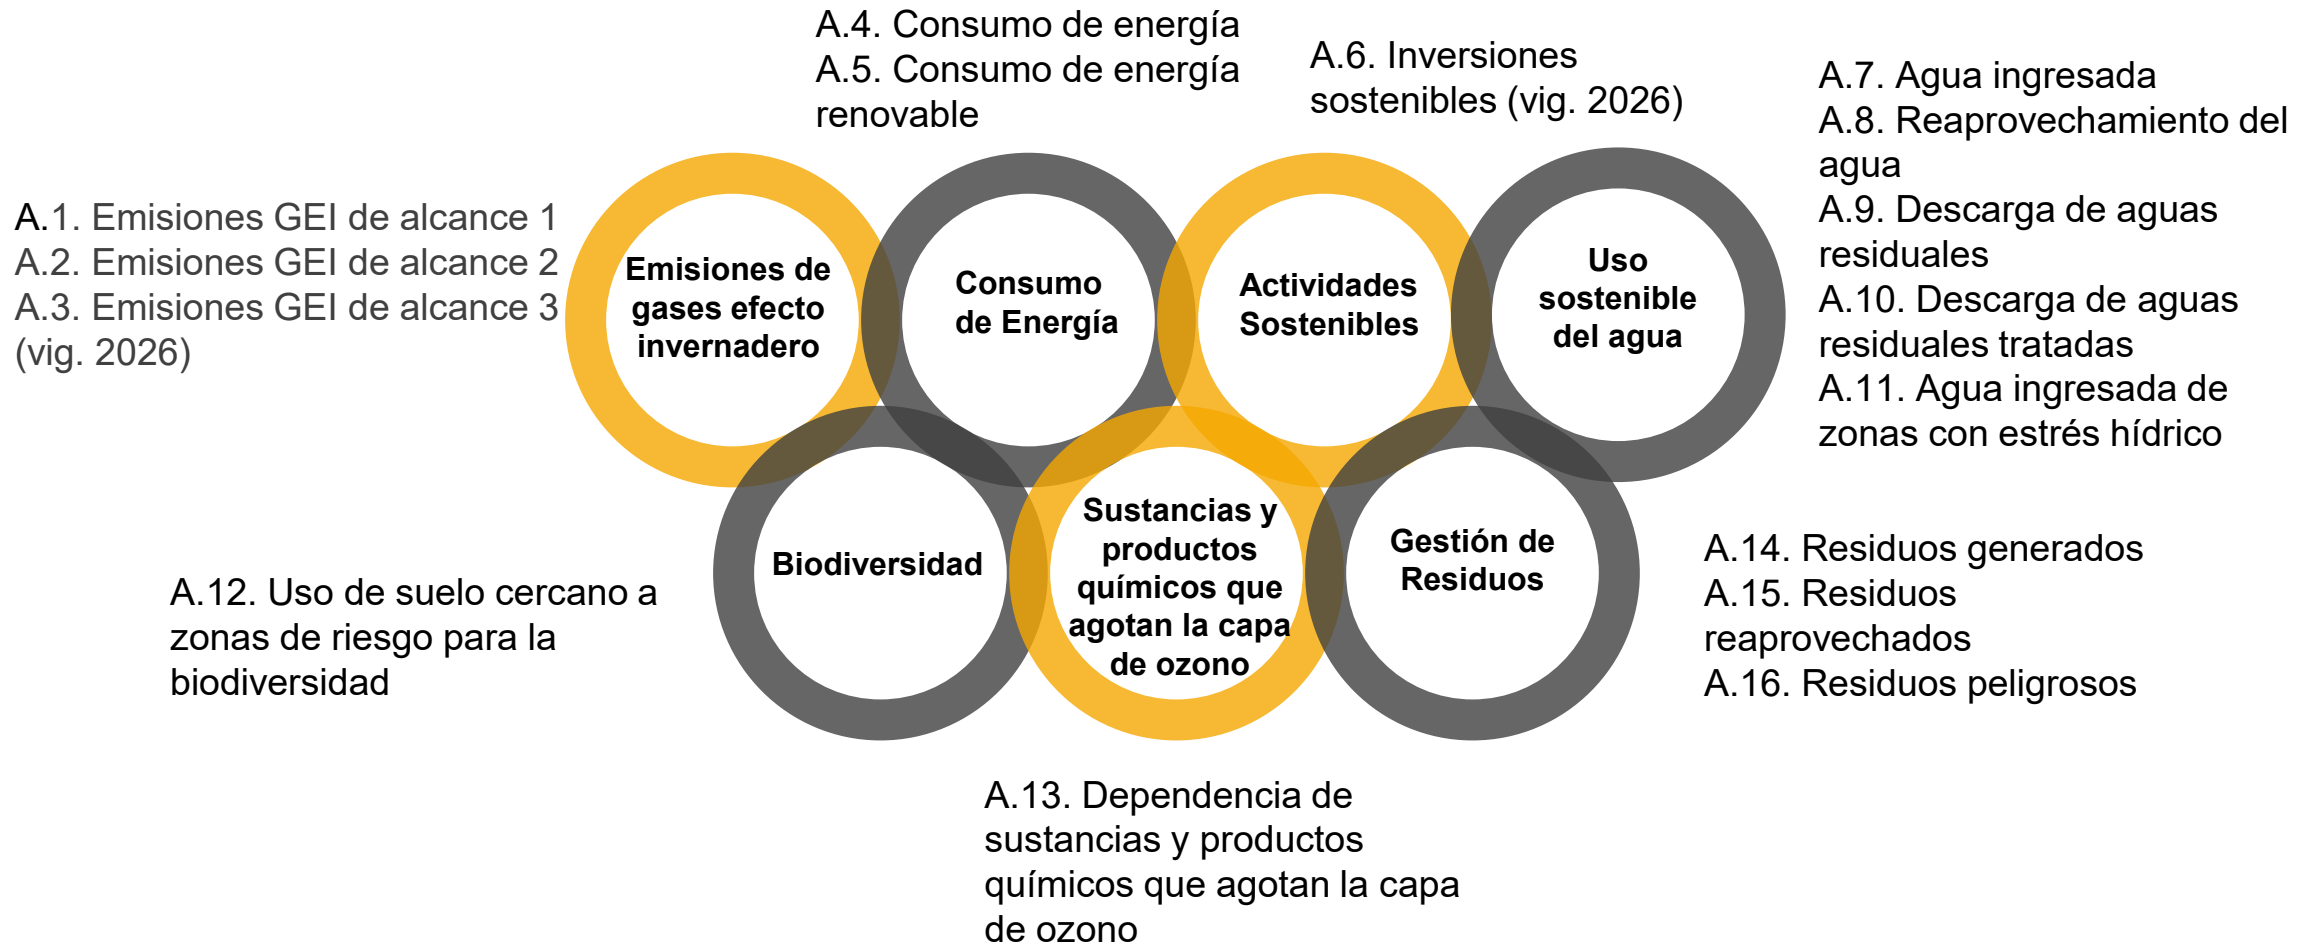 A.4. Consumo de energía
A.5. Consumo de energía
renovable
A.6. Inversiones
sostenibles (vig. 2026)
A.7. Agua ingresada
A.8. Reaprovechamiento del
agua
A.9. Descarga de aguas
residuales
A.10. Descarga de aguas
residuales tratadas
A.11. Agua ingresada de
zonas con estrés hídrico
A.1. Emisiones GEI de alcance 1
A.2. Emisiones GEI de alcance 2
A.3. Emisiones GEI de alcance 3
(vig. 2026)
Emisiones de
gases efecto
invernadero
Consumo
de Energía
Actividades
Sostenibles
Uso
sostenible
del agua
Biodiversidad
Sustancias y
productos
químicos que
agotan la capa
de ozono
Gestión de
Residuos
A.14. Residuos generados
A.15. Residuos
reaprovechados
A.16. Residuos peligrosos
A.12. Uso de suelo cercano a
zonas de riesgo para la
biodiversidad
A.13. Dependencia de
sustancias y productos
químicos que agotan la capa
de ozono